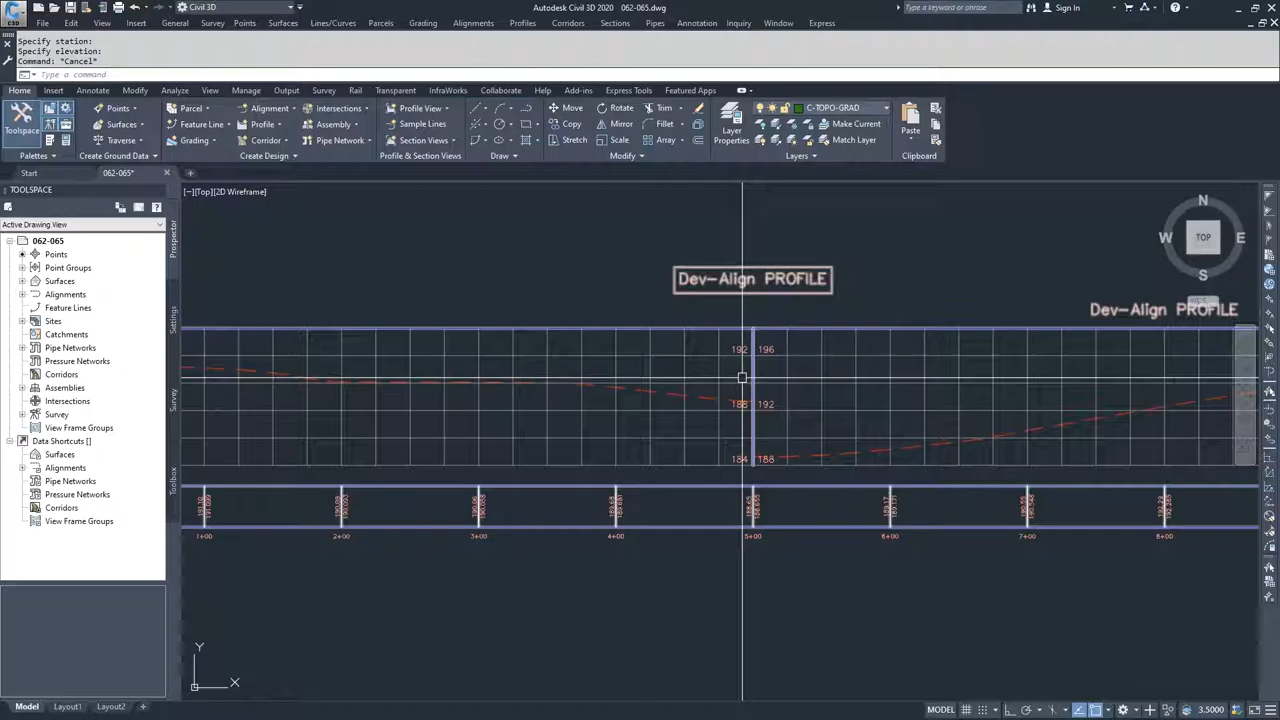 Civil 3D
Autodesk Civil 3D 2020 062-065.dwg
Type a keyword or phrase
Sign In
File Edit View Insert General Survey Points Surfaces Lines/Curves Parcels Grading Alignments Profiles Corridors Sections Pipes Annotation Inquiry Window Express
Specify station:
Specify elevation:
Command: *Cancel*
Type a command
Home Insert Annotate Modify Analyze View Manage Output Survey Rail Transparent InfraWorks Collaborate Help Add-ins Express Tools Featured Apps
Toolspace
Parcel
Feature Line
Grading
Points
Surfaces
Traverse
Alignment
Profile
Corridor
Intersections
Assembly
Pipe Network
Profile View
Sample Lines
Section Views
Move Rotate Trim
Copy Mirror Fillet
Stretch Scale Array
Layer Properties
C-TOPO-GRAD
Make Current
Match Layer
Paste
Palettes Create Ground Data Create Design Profile & Section Views Draw Modify Layers Clipboard
Start 062-065*
TOOLSPACE
Active Drawing View
062-065
Points
Point Groups
Surfaces
Alignments
Feature Lines
Sites
Catchments
Pipe Networks
Pressure Networks
Corridors
Assemblies
Intersections
Survey
View Frame Groups
Data Shortcuts []
Surfaces
Alignments
Pipe Networks
Pressure Networks
Corridors
View Frame Groups
Prospector
Settings
Survey
Toolbox
[−][Top][2D Wireframe]
N
W TOP E
S
Dev-Align PROFILE
Dev-Align PROFILE
192 196
188 192
184 188
1+00 2+00 3+00 4+00 5+00 6+00 7+00 8+00
Y
X
Model Layout1 Layout2 +
MODEL 3.5000